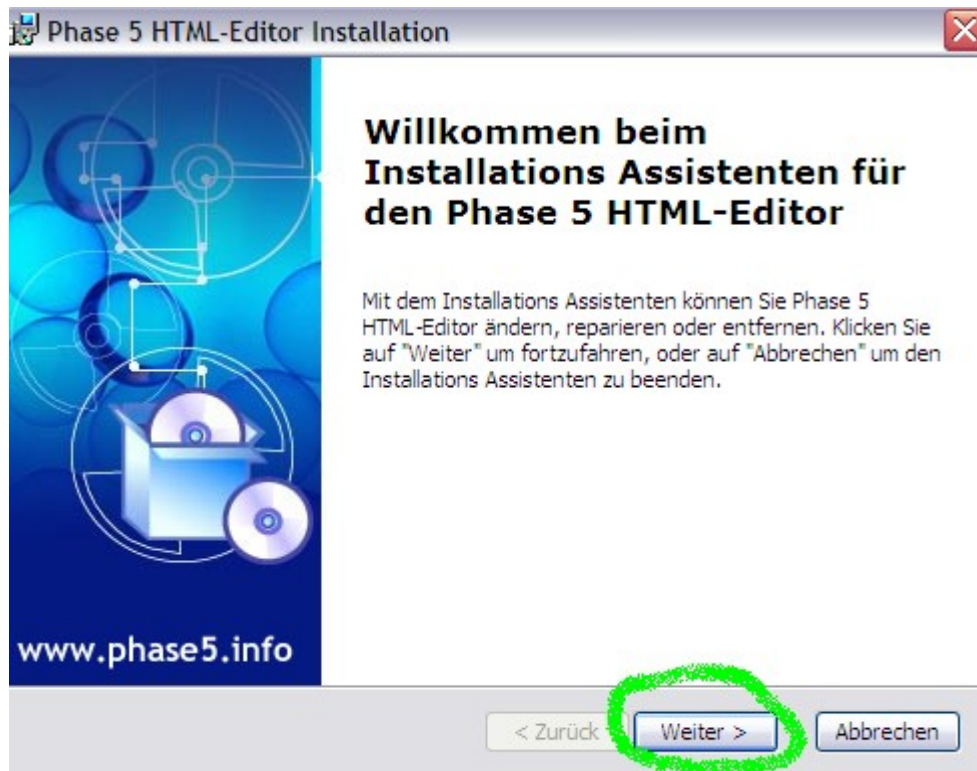 Phase 5 HTML-Editor Installation
Willkommen beim
Installations Assistenten für
den Phase 5 HTML-Editor
Mit dem Installations Assistenten können Sie Phase 5
HTML-Editor ändern, reparieren oder entfernen. Klicken Sie
auf "Weiter" um fortzufahren, oder auf "Abbrechen" um den
Installations Assistenten zu beenden.
www.phase5.info
< Zurück
Weiter >
Abbrechen